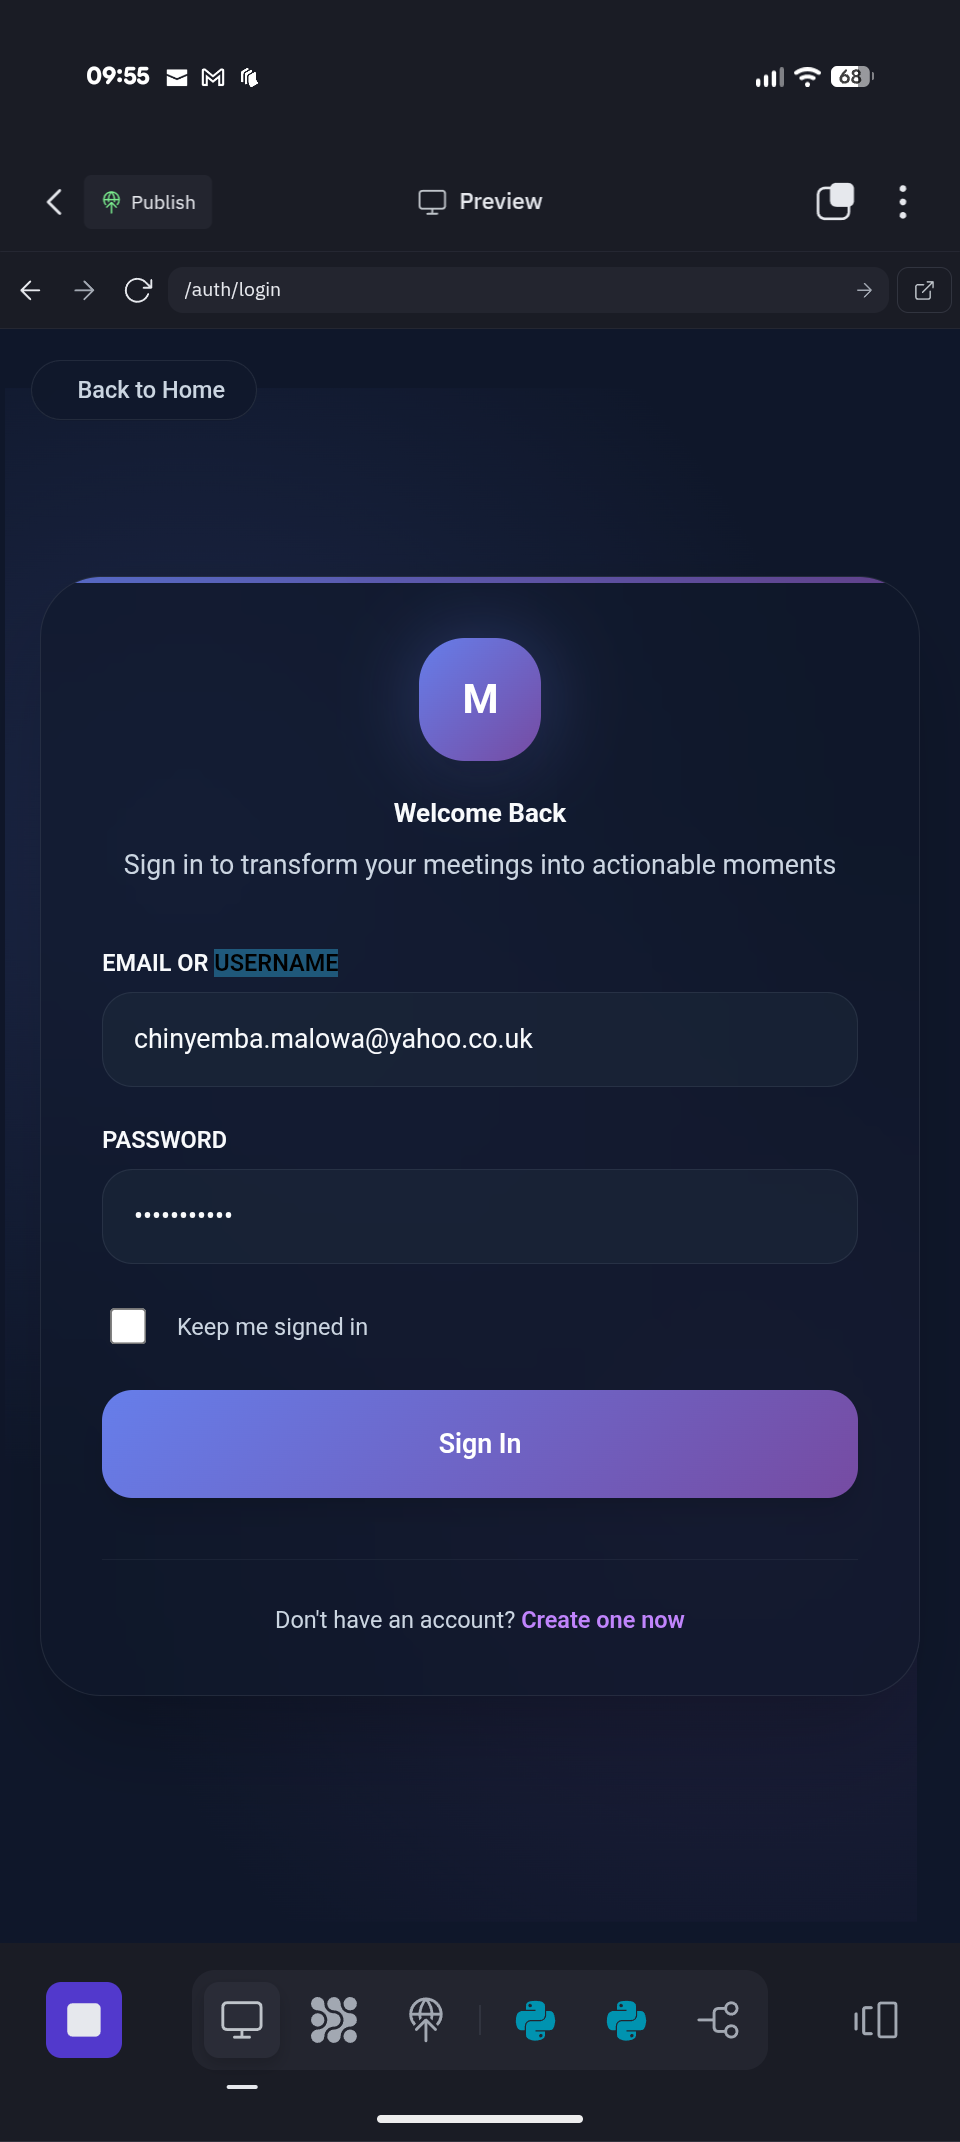 09:55
68
Publish
Preview
/auth/login
Back to Home
M
Welcome Back
Sign in to transform your meetings into actionable moments
EMAIL OR USERNAME
chinyemba.malowa@yahoo.co.uk
PASSWORD
•••••••••••
Keep me signed in
Sign In
Don't have an account? Create one now